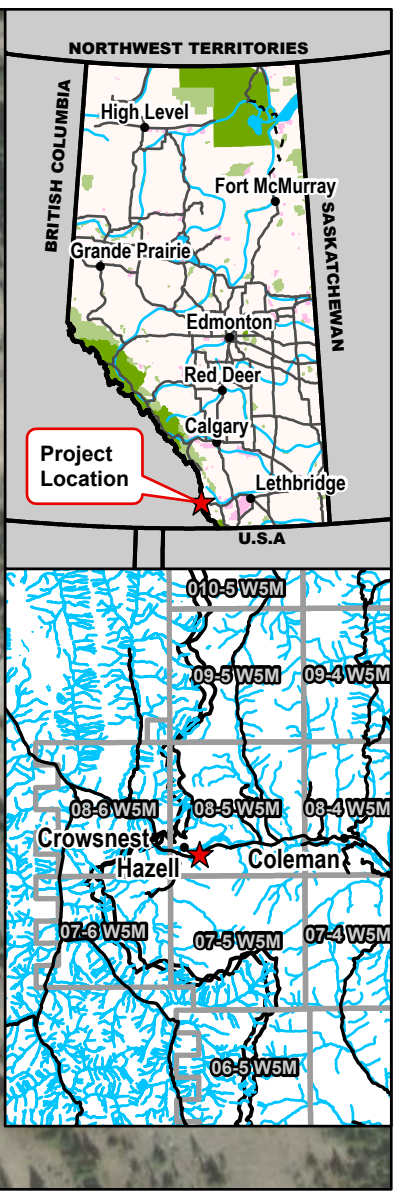 NORTHWEST TERRITORIES
BRITISH COLUMBIA
High Level
Fort McMurray
SASKATCHEWAN
Grande Prairie
Edmonton
Red Deer
Calgary
Project
Location
Lethbridge
U.S.A
010-5 W5M
09-5 W5M
09-4 W5M
08-6 W5M
08-5 W5M
08-4 W5M
Crowsnest
Hazell
Coleman
07-6 W5M
07-5 W5M
07-4 W5M
06-5 W5M